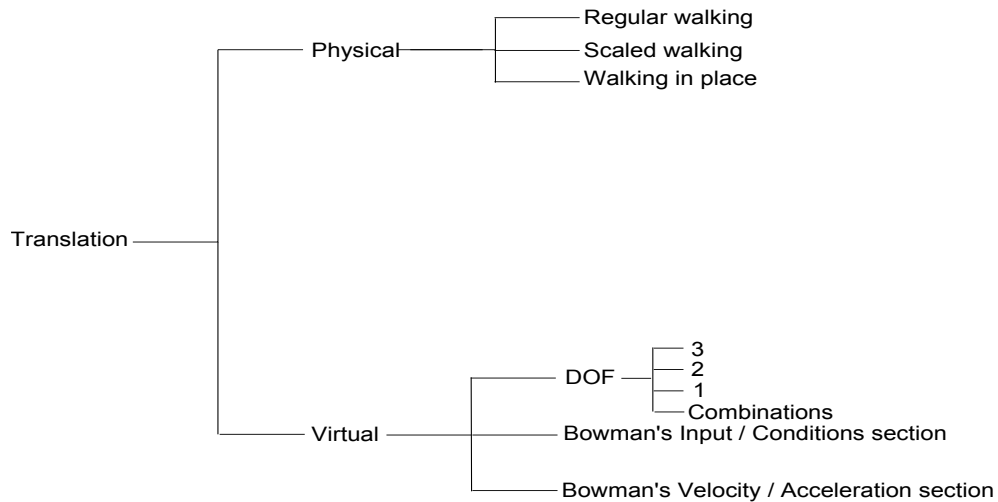 Regular walking
Physical
Scaled walking
Walking in place
Translation
3
DOF
2
1
Combinations
Virtual
Bowman's Input / Conditions section
Bowman's Velocity / Acceleration section